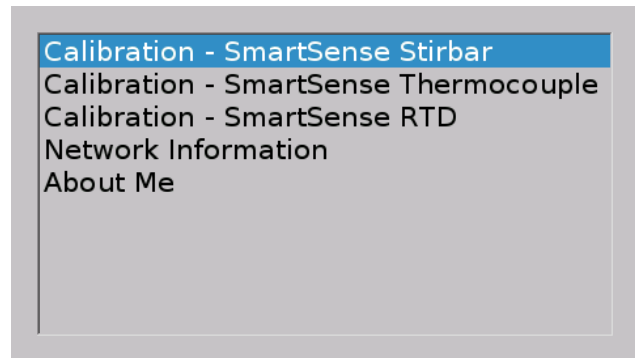 Calibration - SmartSense Stirbar
Calibration - SmartSense Thermocouple
Calibration - SmartSense RTD
Network Information
About Me